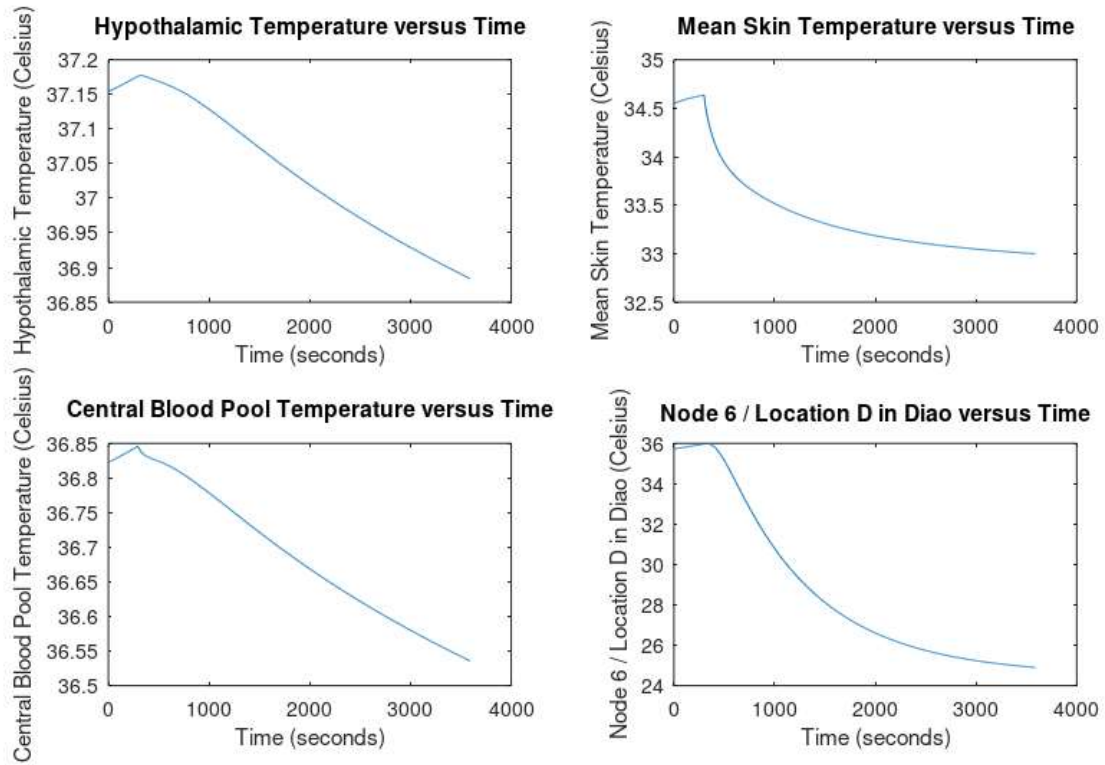 Hypothalamic Temperature versus Time
Hypothalamic Temperature (Celsius)
37.2
37.15
37.1
37.05
37
36.95
36.9
36.85
0 1000 2000 3000 4000
Time (seconds)
Mean Skin Temperature versus Time
Mean Skin Temperature (Celsius)
35
34.5
34
33.5
33
32.5
0 1000 2000 3000 4000
Time (seconds)
Central Blood Pool Temperature versus Time
Central Blood Pool Temperature (Celsius)
36.85
36.8
36.75
36.7
36.65
36.6
36.55
36.5
0 1000 2000 3000 4000
Time (seconds)
Node 6 / Location D in Diao versus Time
Node 6 / Location D in Diao (Celsius)
36
34
32
30
28
26
24
0 1000 2000 3000 4000
Time (seconds)